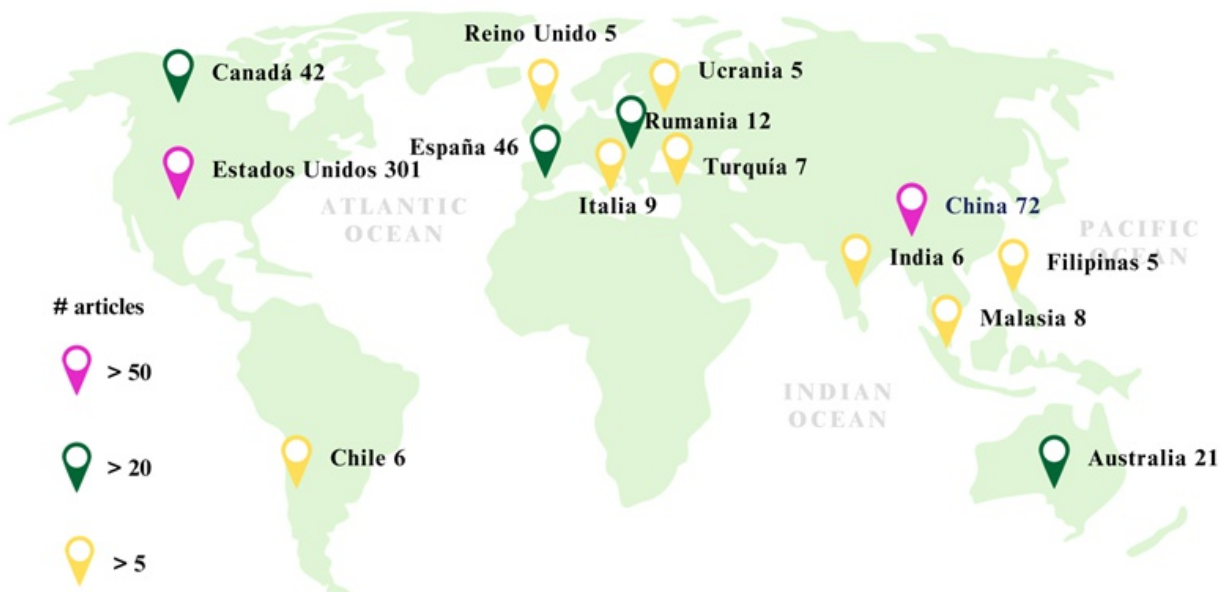 Reino Unido 5
Canadá 42
Ucrania 5
Rumania 12
España 46
Estados Unidos 301
Turquía 7
Italia 9
ATLANTIC
OCEAN
China 72
PACIFIC
OCEAN
India 6
Filipinas 5
# articles
Malasia 8
> 50
INDIAN
OCEAN
> 20
Chile 6
Australia 21
> 5